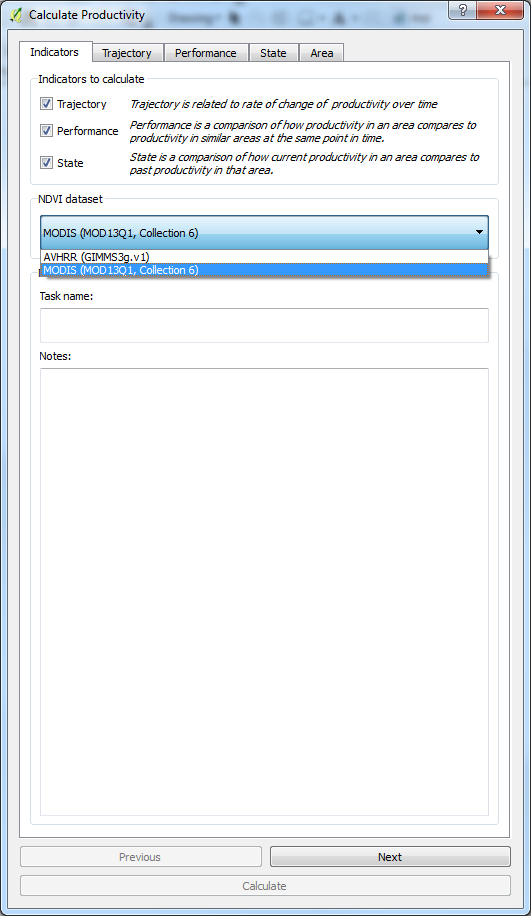 Calculate Productivity
?
Indicators
Trajectory
Performance
State
Area
Indicators to calculate
Trajectory
Trajectory is related to rate of change of productivity over time
Performance
Performance is a comparison of how productivity in an area compares to
productivity in similar areas at the same point in time.
State
State is a comparison of how current productivity in an area compares to
past productivity in that area.
NDVI dataset
MODIS (MOD13Q1, Collection 6)
AVHRR (GIMMS3g.v1)
MODIS (MOD13Q1, Collection 6)
Task name:
Notes:
Previous
Next
Calculate